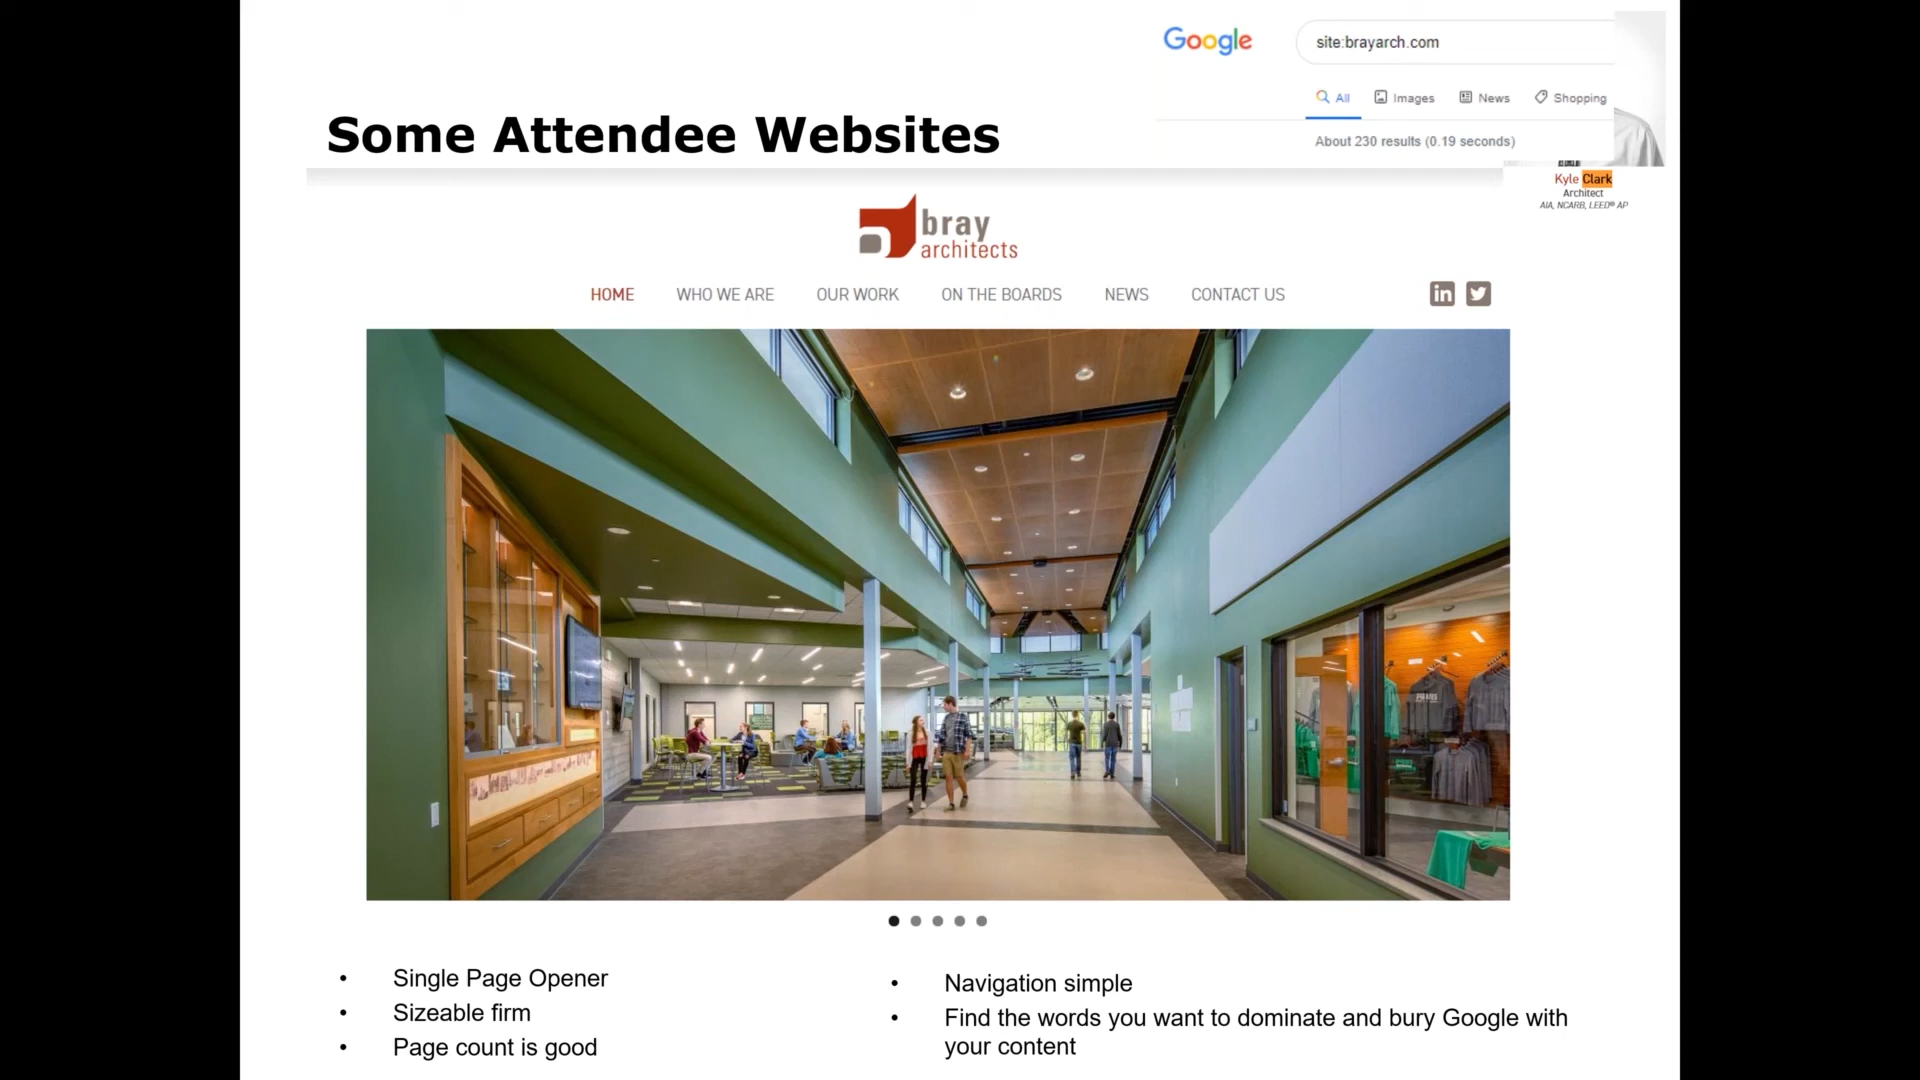 Google
site:brayarch.com
All Images News Shopping
About 230 results (0.19 seconds)
Some Attendee Websites
Kyle Clark
Architect
AIA, NCARB, LEED® AP
bray
architects
HOME WHO WE ARE OUR WORK ON THE BOARDS NEWS CONTACT US
in
• Single Page Opener
• Sizeable firm
• Page count is good
• Navigation simple
• Find the words you want to dominate and bury Google with
your content